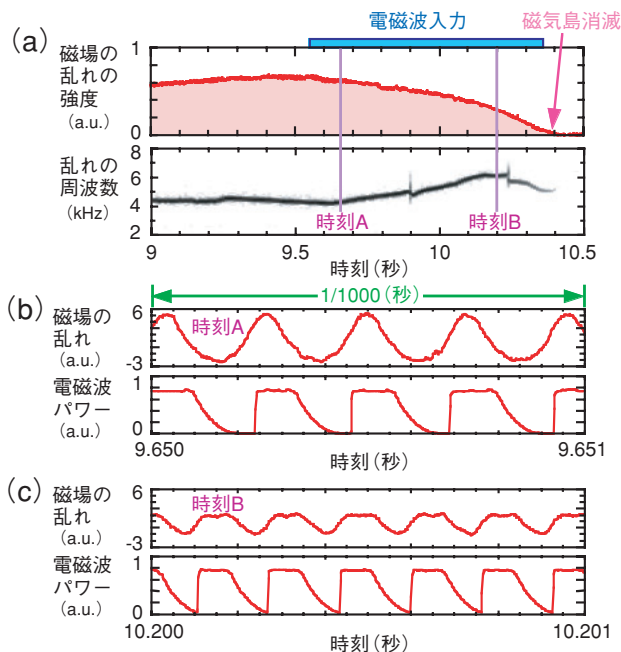 電磁波入力
磁気島消滅
(a)
磁場の
乱れの
強度
(a.u.)
1
0
乱れの
周波数
(kHz)
8
6
4
2
時刻A
時刻B
9
9.5
10
10.5
時刻(秒)
1/1000(秒)
(b)
磁場の
乱れ
(a.u.)
6
-3
時刻A
電磁波
パワー
(a.u.)
1
0
9.650
9.651
時刻(秒)
(c)
磁場の
乱れ
(a.u.)
6
-3
時刻B
電磁波
パワー
(a.u.)
1
0
10.200
10.201
時刻(秒)